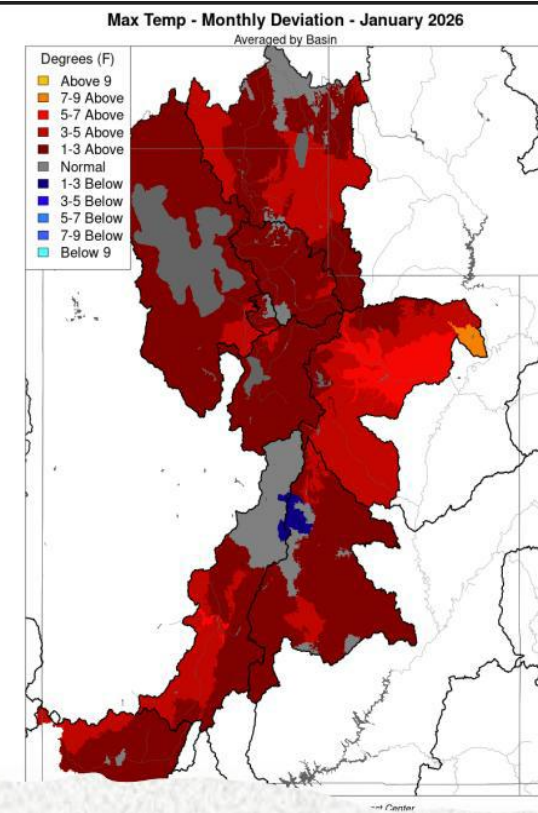 Max Temp - Monthly Deviation - January 2026
Averaged by Basin
Degrees (F)
Above 9
7-9 Above
5-7 Above
3-5 Above
1-3 Above
Normal
1-3 Below
3-5 Below
5-7 Below
7-9 Below
Below 9
Center